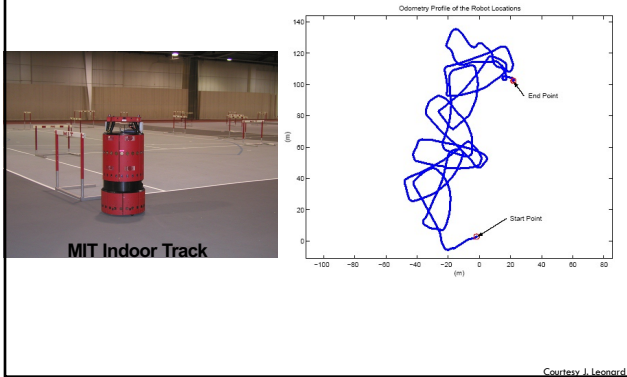 MIT Indoor Track
Odometry Profile of the Robot Locations
140
120
100
80
60
40
20
0
(m)
End Point
Start Point
−100 −80 −60 −40 −20 0 20 40 60 80
(m)
Courtesy J. Leonard